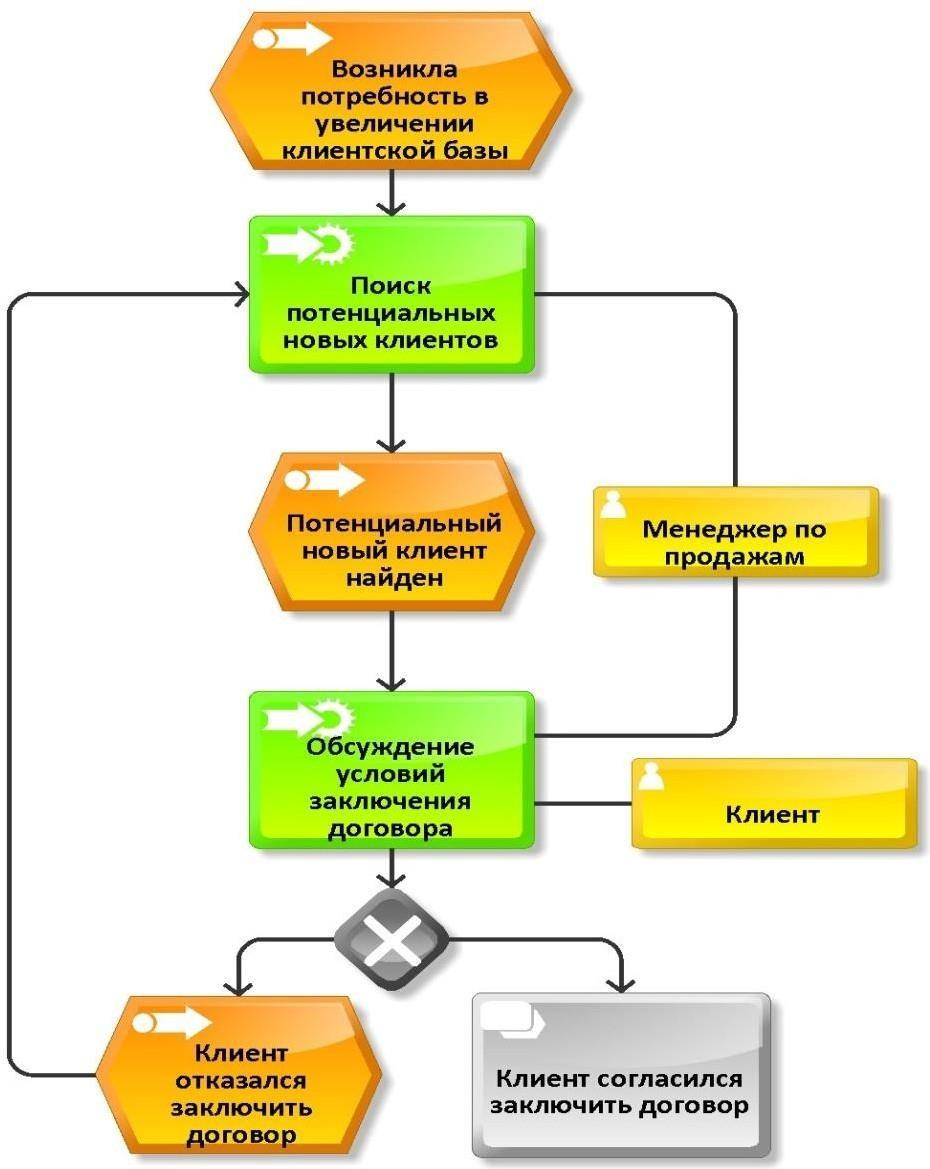 Возникла
потребность в
увеличении
клиентской базы
Поиск
потенциальных
новых клиентов
Потенциальный
новый клиент
найден
Менеджер по
продажам
Обсуждение
условий
заключения
договора
Клиент
Клиент
отказался
заключить
договор
Клиент согласился
заключить договор